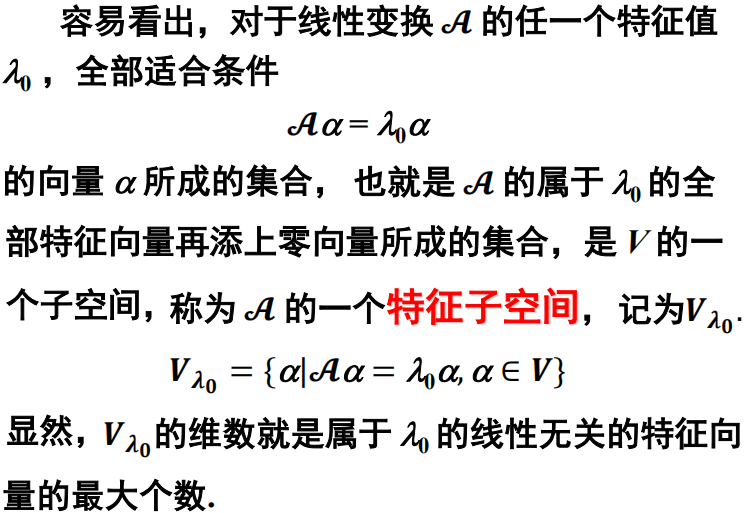 容易看出，对于线性变换 𝓐 的任一个特征值
λ₀ ，全部适合条件
𝓐α = λ₀α
的向量 α 所成的集合， 也就是 𝓐 的属于 λ₀ 的全
部特征向量再添上零向量所成的集合，是 V 的一
个子空间，称为 𝓐 的一个特征子空间， 记为V_λ₀.
V_λ₀ = {α|𝓐α = λ₀α, α ∈ V}
显然，V_λ₀的维数就是属于 λ₀ 的线性无关的特征向
量的最大个数.